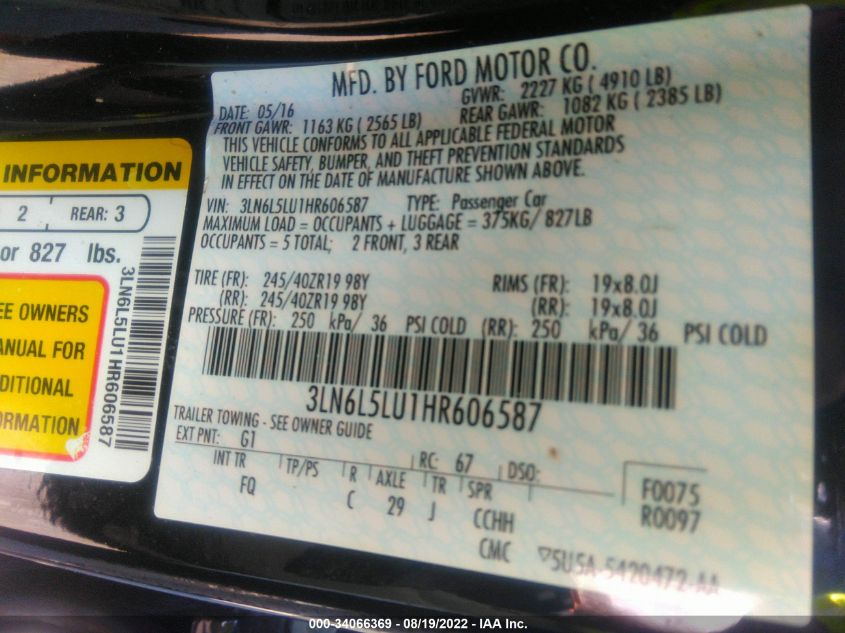 MFD. BY FORD MOTOR CO.
DATE: 05/16 GVWR: 2227 KG ( 4910 LB)
FRONT GAWR: 1163 KG ( 2565 LB) REAR GAWR: 1082 KG ( 2385 LB)
THIS VEHICLE CONFORMS TO ALL APPLICABLE FEDERAL MOTOR
VEHICLE SAFETY, BUMPER, AND THEFT PREVENTION STANDARDS
IN EFFECT ON THE DATE OF MANUFACTURE SHOWN ABOVE.
VIN: 3LN6L5LU1HR606587 TYPE: Passenger Car
MAXIMUM LOAD = OCCUPANTS + LUGGAGE = 375KG/ 827LB
OCCUPANTS = 5 TOTAL; 2 FRONT, 3 REAR
TIRE (FR): 245/40ZR19 98Y RIMS (FR): 19x8.0J
(RR): 245/40ZR19 98Y (RR): 19x8.0J
PRESSURE (FR): 250 kPa/ 36 PSI COLD (RR): 250 kPa/ 36 PSI COLD
3LN6L5LU1HR606587
TRAILER TOWING - SEE OWNER GUIDE
EXT PNT: G1 RC: 67 DSO:
INT TR TP/PS R AXLE TR SPR F0075
FQ C 29 J CCHH R0097
CMC ▽5U5A-5420472-AA
INFORMATION
2 REAR: 3
or 827 lbs.
EE OWNERS
ANUAL FOR
DITIONAL
ORMATION
3LN6L5LU1HR606587
000-34066369 - 08/19/2022 - IAA Inc.